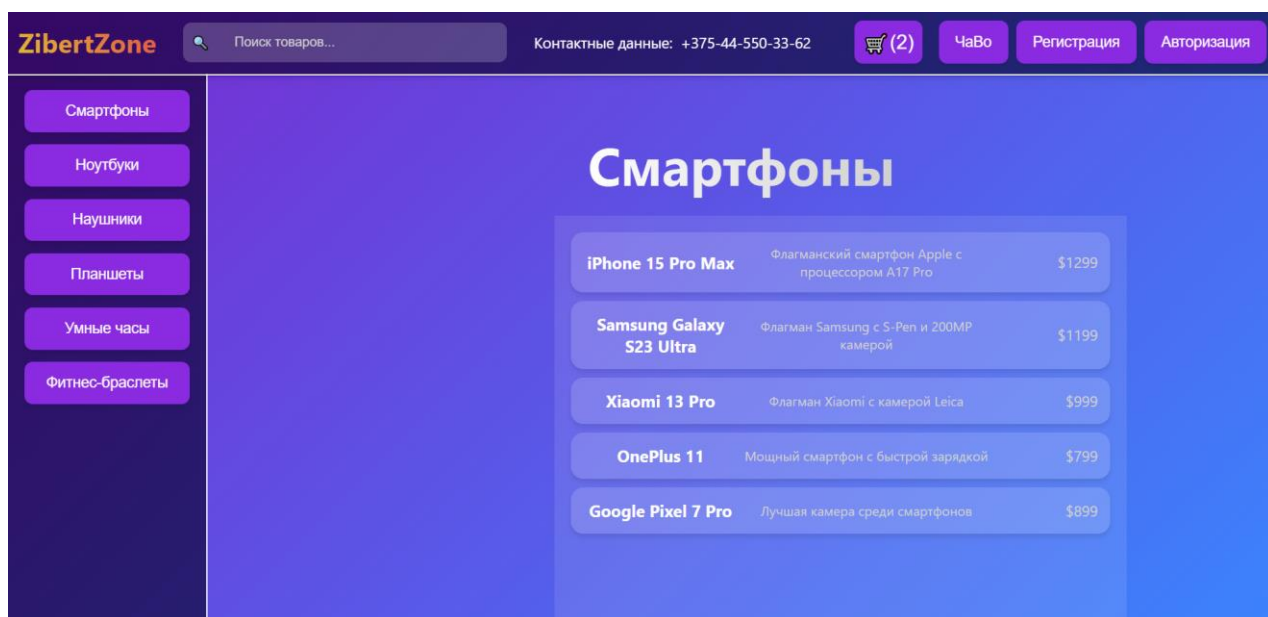 ZibertZone
Поиск товаров...
Контактные данные: +375-44-550-33-62
(2)
ЧаВо
Регистрация
Авторизация
Смартфоны
Ноутбуки
Наушники
Планшеты
Умные часы
Фитнес-браслеты
Смартфоны
iPhone 15 Pro Max
Флагманский смартфон Apple с
процессором A17 Pro
$1299
Samsung Galaxy
S23 Ultra
Флагман Samsung с S-Pen и 200MP
камерой
$1199
Xiaomi 13 Pro
Флагман Xiaomi с камерой Leica
$999
OnePlus 11
Мощный смартфон с быстрой зарядкой
$799
Google Pixel 7 Pro
Лучшая камера среди смартфонов
$899